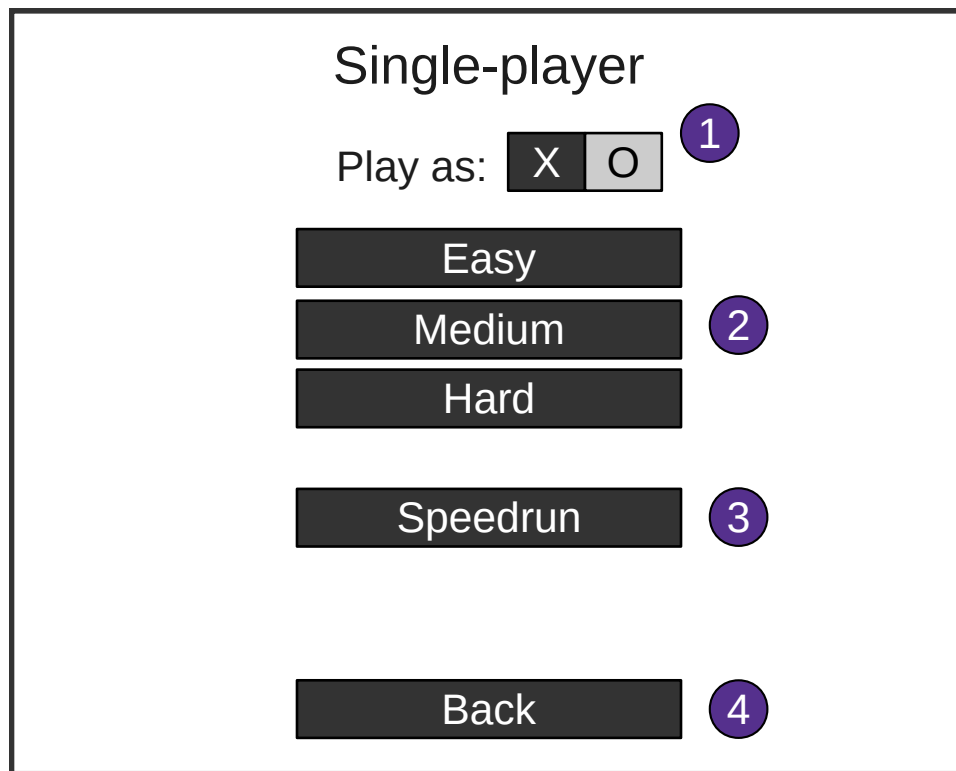 Single-player
Play as: X O 1
Easy
Medium 2
Hard
Speedrun 3
Back 4